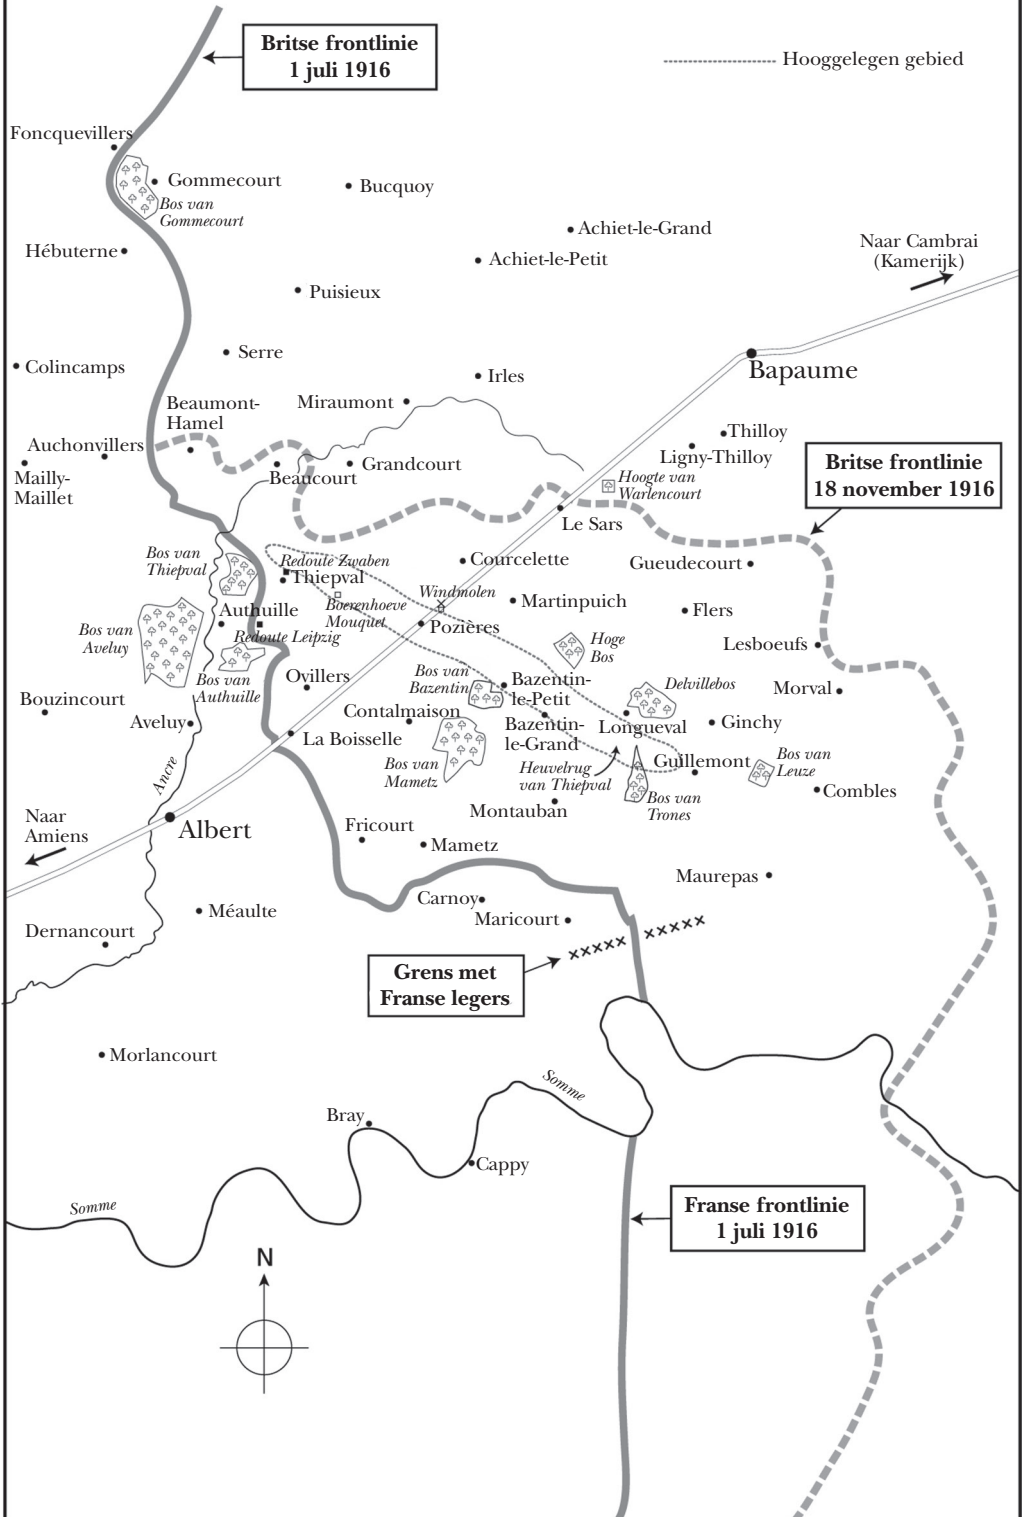 Britse frontlinie
1 juli 1916
Hooggelegen gebied
Foncquevillers
Gommecourt
Bos van
Gommecourt
Bucquoy
Achiet-le-Grand
Hébuterne
Achiet-le-Petit
Naar Cambrai
(Kamerijk)
Puisieux
Serre
Colincamps
Bapaume
Irles
Miraumont
Beaumont-
Hamel
Auchonvillers
Mailly-
Maillet
Thilloy
Ligny-Thilloy
Britse frontlinie
18 november 1916
Grandcourt
Beaucourt
Hoogte van
Warlencourt
Le Sars
Bos van
Thiepval
Redoute Zwaben
Thiepval
Courcelette
Gueudecourt
Windmolen
Boerenhoeve
Mouquet
Martinpuich
Flers
Authuille
Redoute Leipzig
Pozières
Bos van
Aveluy
Hoge
Bos
Lesboeufs
Bos van
Authuille
Ovillers
Bos van
Bazentin
Bazentin-
le-Petit
Delvillebos
Morval
Bouzincourt
Aveluy
Contalmaison
Bazentin-
le-Grand
Longueval
Ginchy
La Boisselle
Bos van
Mametz
Heuvelrug
van Thiepval
Guillemont
Bos van
Leuze
Ancre
Combles
Bos van
Trones
Montauban
Naar
Amiens
Albert
Fricourt
Mametz
Maurepas
Carnoy
Maricourt
Méaulte
Dernancourt
Grens met
Franse legers
Morlancourt
Somme
Bray
Cappy
Somme
Franse frontlinie
1 juli 1916
N